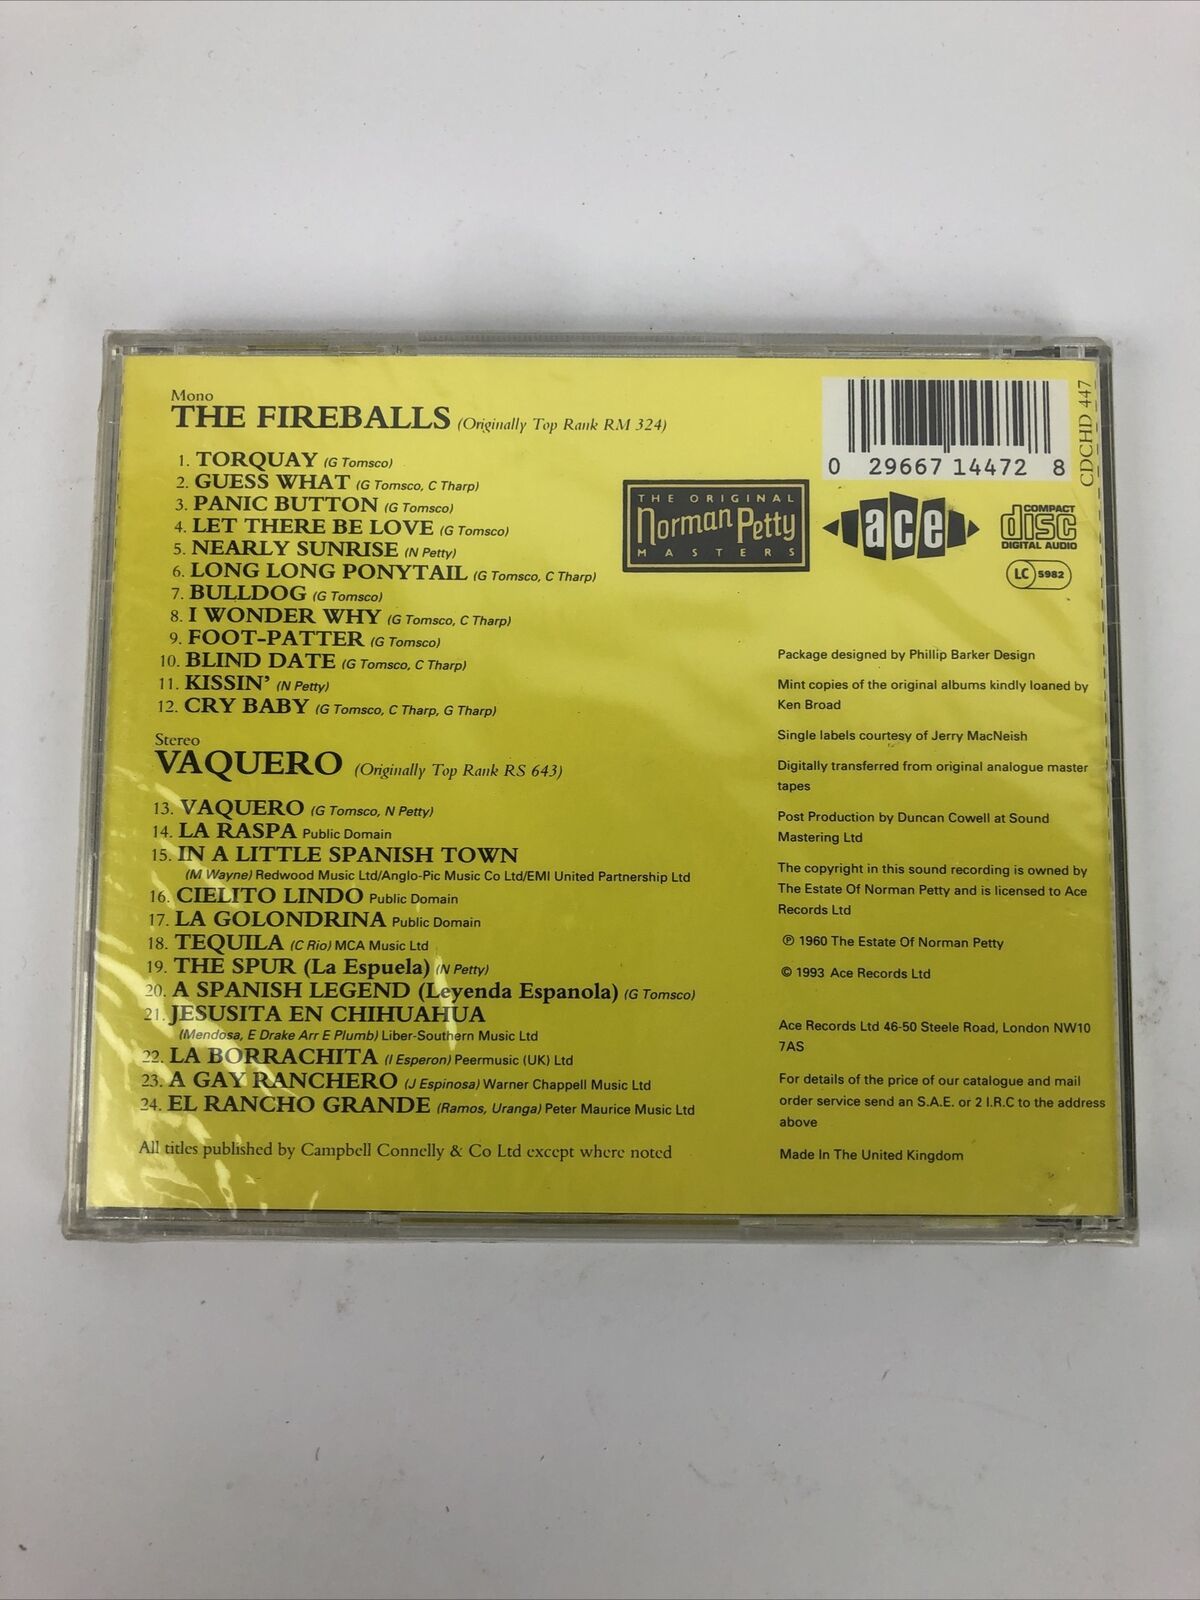 Mono
THE FIREBALLS (Originally Top Rank RM 324)
1. TORQUAY (G Tomsco)
2. GUESS WHAT (G Tomsco, C Tharp)
3. PANIC BUTTON (G Tomsco)
4. LET THERE BE LOVE (G Tomsco)
5. NEARLY SUNRISE (N Petty)
6. LONG LONG PONYTAIL (G Tomsco, C Tharp)
7. BULLDOG (G Tomsco)
8. I WONDER WHY (G Tomsco, C Tharp)
9. FOOT-PATTER (G Tomsco)
10. BLIND DATE (G Tomsco, C Tharp)
11. KISSIN' (N Petty)
12. CRY BABY (G Tomsco, C Tharp, G Tharp)
Stereo
VAQUERO (Originally Top Rank RS 643)
13. VAQUERO (G Tomsco, N Petty)
14. LA RASPA Public Domain
15. IN A LITTLE SPANISH TOWN
(M Wayne) Redwood Music Ltd/Anglo-Pic Music Co Ltd/EMI United Partnership Ltd
16. CIELITO LINDO Public Domain
17. LA GOLONDRINA Public Domain
18. TEQUILA (C Rio) MCA Music Ltd
19. THE SPUR (La Espuela) (N Petty)
20. A SPANISH LEGEND (Leyenda Espanola) (G Tomsco)
21. JESUSITA EN CHIHUAHUA
(Mendosa, E Drake Arr E Plumb) Liber-Southern Music Ltd
22. LA BORRACHITA (I Esperon) Peermusic (UK) Ltd
23. A GAY RANCHERO (J Espinosa) Warner Chappell Music Ltd
24. EL RANCHO GRANDE (Ramos, Uranga) Peter Maurice Music Ltd
All titles published by Campbell Connelly & Co Ltd except where noted
THE ORIGINAL
Norman Petty
MASTERS
0 29667 14472 8
CDCHD 447
ace
COMPACT
disc
DIGITAL AUDIO
LC 5982
Package designed by Phillip Barker Design
Mint copies of the original albums kindly loaned by
Ken Broad
Single labels courtesy of Jerry MacNeish
Digitally transferred from original analogue master
tapes
Post Production by Duncan Cowell at Sound
Mastering Ltd
The copyright in this sound recording is owned by
The Estate Of Norman Petty and is licensed to Ace
Records Ltd
℗ 1960 The Estate Of Norman Petty
© 1993 Ace Records Ltd
Ace Records Ltd 46-50 Steele Road, London NW10
7AS
For details of the price of our catalogue and mail
order service send an S.A.E. or 2 I.R.C to the address
above
Made In The United Kingdom